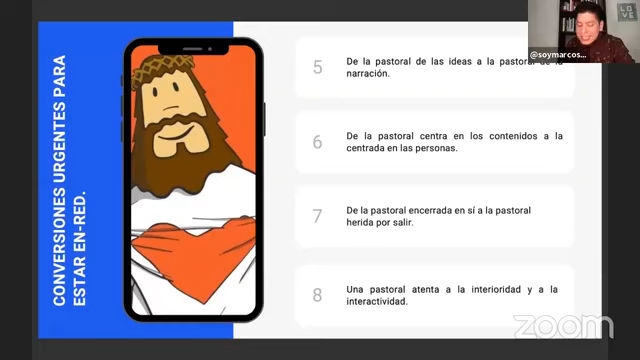 CONVERSIONES URGENTES PARA
ESTAR EN-RED.
5
De la pastoral de las ideas a la pastoral de la
narración.
6
De la pastoral centra en los contenidos a la
centrada en las personas.
7
De la pastoral encerrada en sí a la pastoral
herida por salir.
8
Una pastoral atenta a la interioridad y a la
interactividad.
@soymarcos...
LOVE
zoom